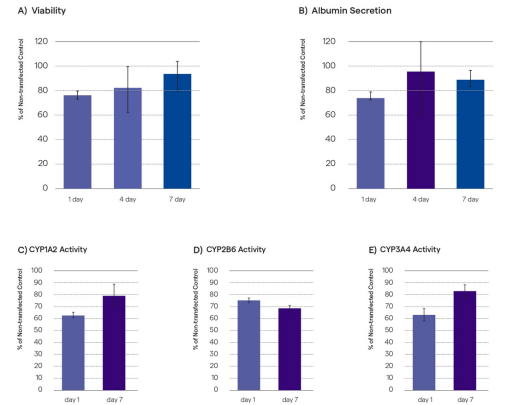 A) Viability
% of Non-transfected Control
120
100
80
60
40
20
0
1 day
4 day
7 day
B) Albumin Secretion
% of Non-transfected Control
120
100
80
60
40
20
0
1 day
4 day
7 day
C) CYP1A2 Activity
% of Non-transfected Control
100
90
80
70
60
50
40
30
20
10
0
day 1
day 7
D) CYP2B6 Activity
% of Non-transfected Control
100
90
80
70
60
50
40
30
20
10
0
day 1
day 7
E) CYP3A4 Activity
% of Non-transfected Control
100
90
80
70
60
50
40
30
20
10
0
day 1
day 7